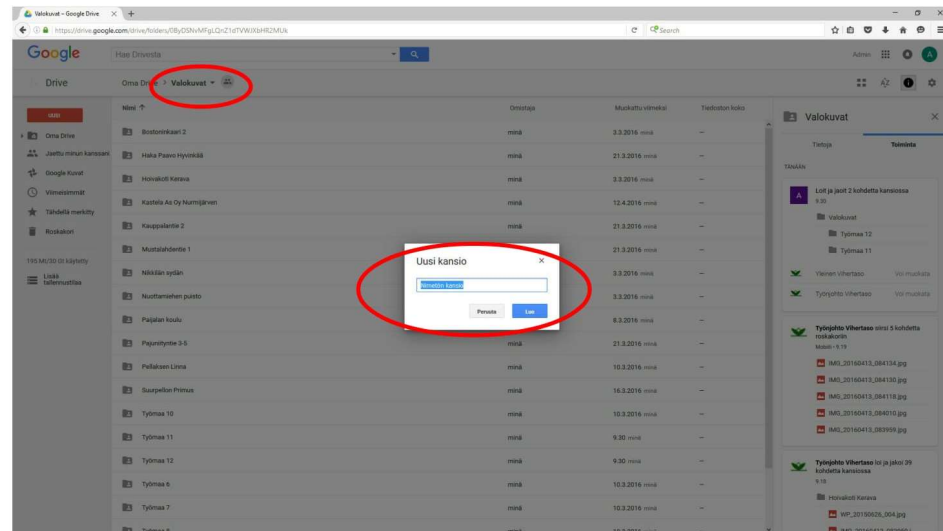 Valokuvat – Google Drive
https://drive.google.com/drive/folders/0ByDSNvMFgLQnZ1dTVWJXbHR2MUk
Search
Google
Hae Drivesta
Admin
A
Drive
Oma Drive > Valokuvat
UUSI
Oma Drive
Jaettu minun kanssani
Google Kuvat
Viimeisimmät
Tähdellä merkitty
Roskakori
195 Mt/30 Gt käytetty
Lisää
tallennustilaa
Nimi ↑ Omistaja Muokattu viimeksi Tiedoston koko
Bostoninkaari 2 minä 3.3.2016 minä –
Haka Paavo Hyvinkää minä 21.3.2016 minä –
Hoivakoti Kerava minä 3.3.2016 minä –
Kastela As Oy Nurmijärven minä 12.4.2016 minä –
Kauppalantie 2 minä 21.3.2016 minä –
Mustalahdentie 1 21.3.2016 minä –
Nikkilän sydän 3.3.2016 minä –
Nuottamiehen puisto 3.3.2016 minä –
Paijalan koulu 8.3.2016 minä –
Pajuniityntie 3-5 minä 21.3.2016 minä –
Pellaksen Linna minä 10.3.2016 minä –
Suurpellon Primus minä 16.3.2016 minä –
Työmaa 10 minä 10.3.2016 minä –
Työmaa 11 minä 9.30 minä –
Työmaa 12 minä 9.30 minä –
Työmaa 6 minä 10.3.2016 minä –
Työmaa 7 minä 10.3.2016 minä –
Uusi kansio
Nimetön kansio
Peruuta
Luo
Valokuvat
Tietoja
Toiminta
TÄNÄÄN
A
Loit ja jaoit 2 kohdetta kansiossa
9.30
Valokuvat
Työmaa 12
Työmaa 11
Vihertaso Voi muokata
Työnjohto Vihertaso Voi muokata
Työnjohto Vihertaso siirsi 5 kohdetta
roskakoriin
Mobiili • 9.19
IMG_20160413_084134.jpg
IMG_20160413_084130.jpg
IMG_20160413_084118.jpg
IMG_20160413_084010.jpg
IMG_20160413_083959.jpg
Työnjohto Vihertaso loi ja jakoi 39
kohdetta kansiossa
9.18
Hoivakoti Kerava
WP_20150626_004.jpg